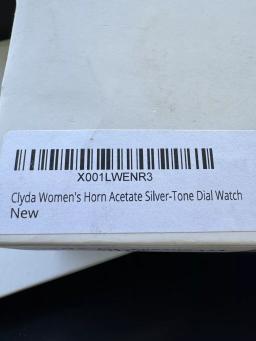 X001LWENR3
Clyda Women's Horn Acetate Silver-Tone Dial Watch
New